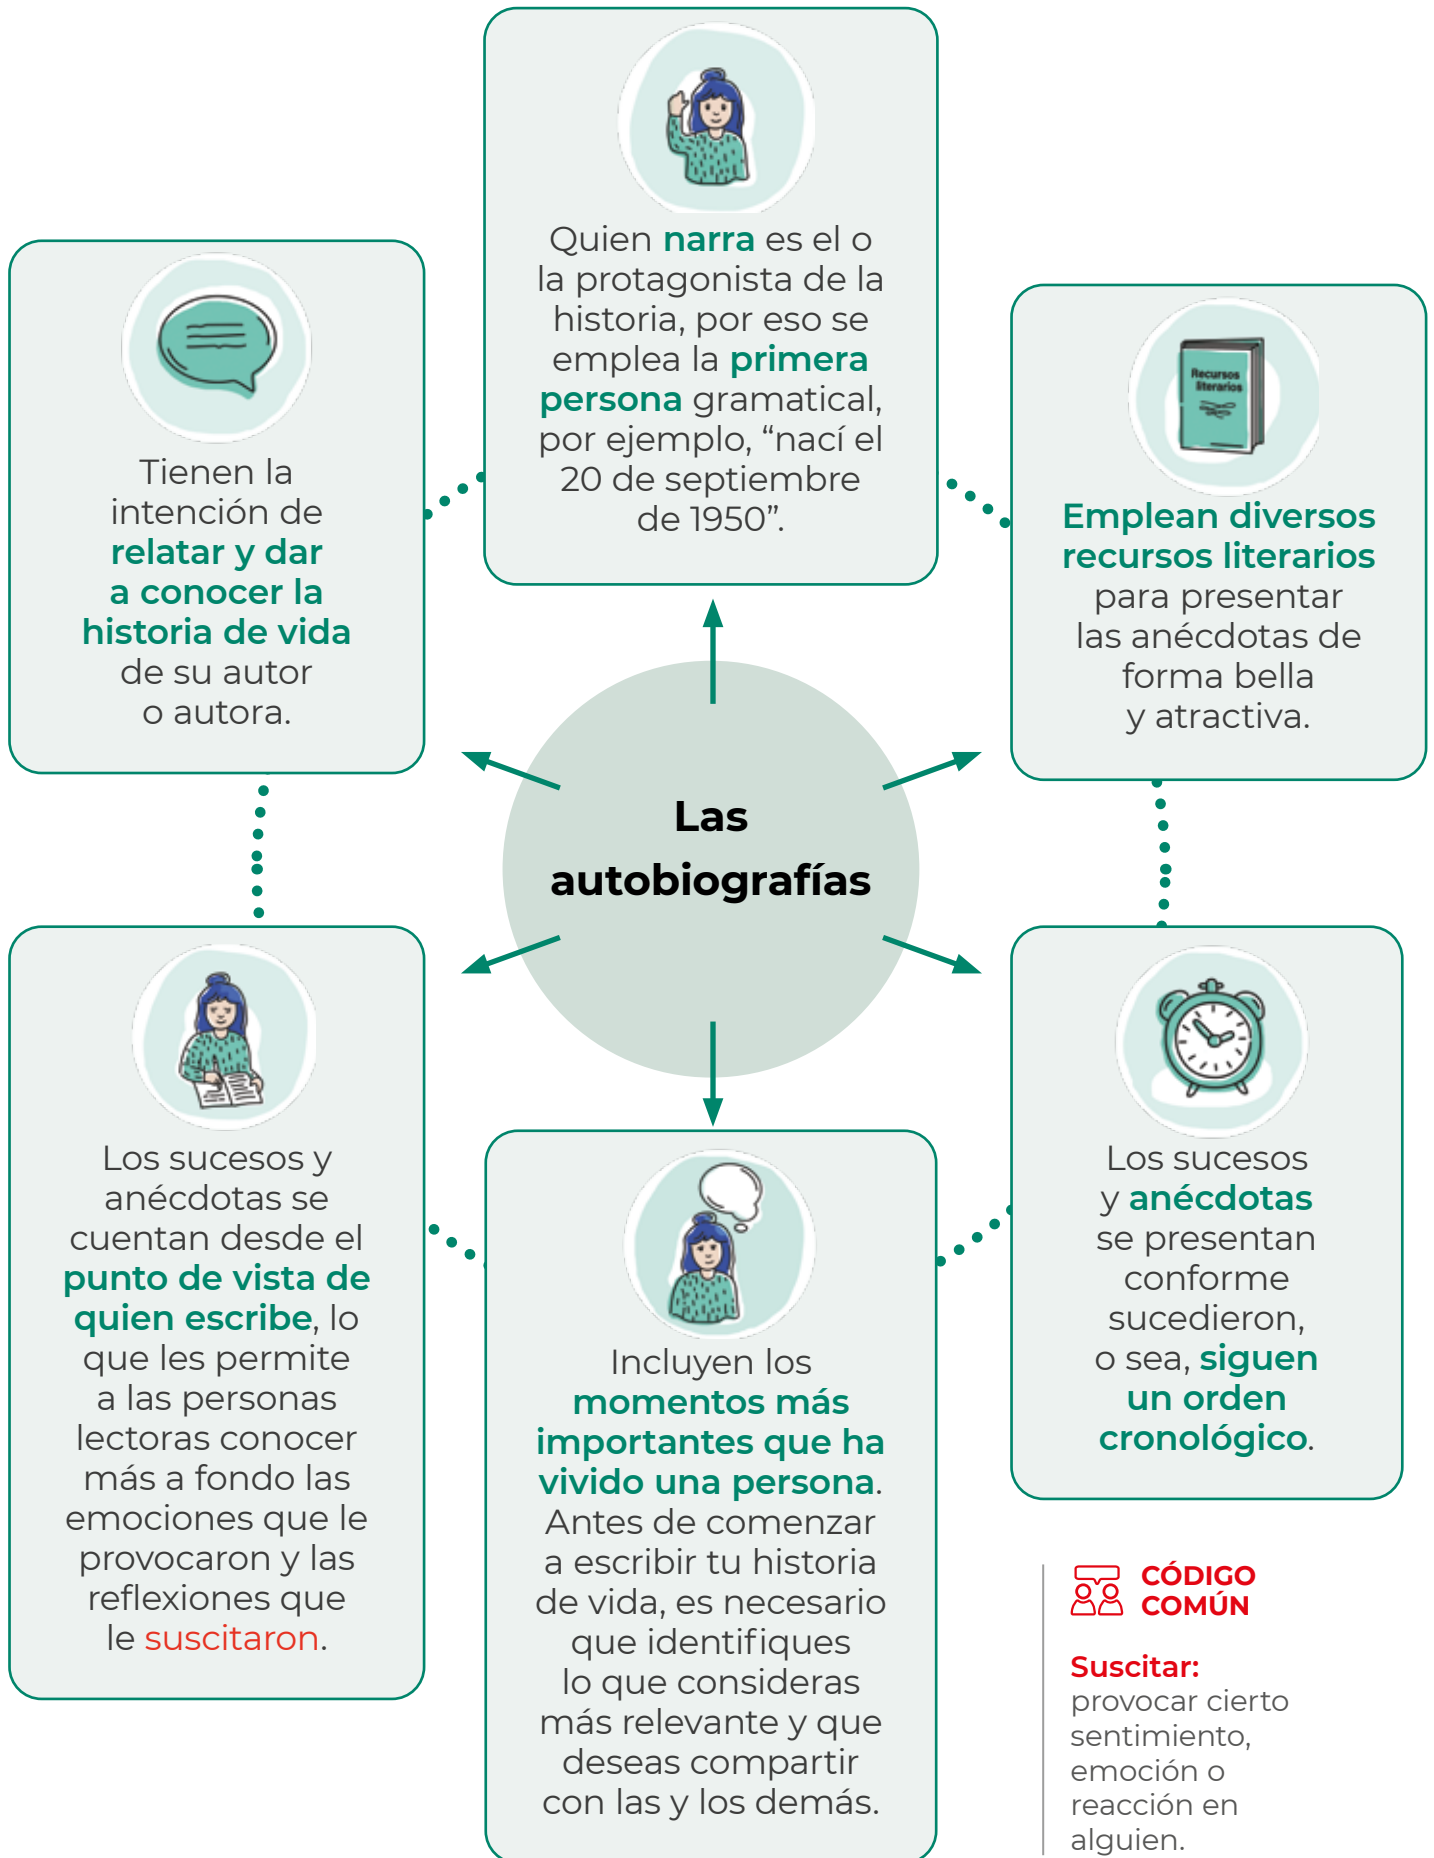 Quien narra es el o
la protagonista de la
historia, por eso se
emplea la primera
persona gramatical,
por ejemplo, “nací el
20 de septiembre
de 1950”.
Tienen la
intención de
relatar y dar
a conocer la
historia de vida
de su autor
o autora.
Recursos
literarios
Emplean diversos
recursos literarios
para presentar
las anécdotas de
forma bella
y atractiva.
Las
autobiografías
Los sucesos y
anécdotas se
cuentan desde el
punto de vista de
quien escribe, lo
que les permite
a las personas
lectoras conocer
más a fondo las
emociones que le
provocaron y las
reflexiones que
le suscitaron.
Incluyen los
momentos más
importantes que ha
vivido una persona.
Antes de comenzar
a escribir tu historia
de vida, es necesario
que identifiques
lo que consideras
más relevante y que
deseas compartir
con las y los demás.
Los sucesos
y anécdotas
se presentan
conforme
sucedieron,
o sea, siguen
un orden
cronológico.
CÓDIGO
COMÚN
Suscitar:
provocar cierto
sentimiento,
emoción o
reacción en
alguien.